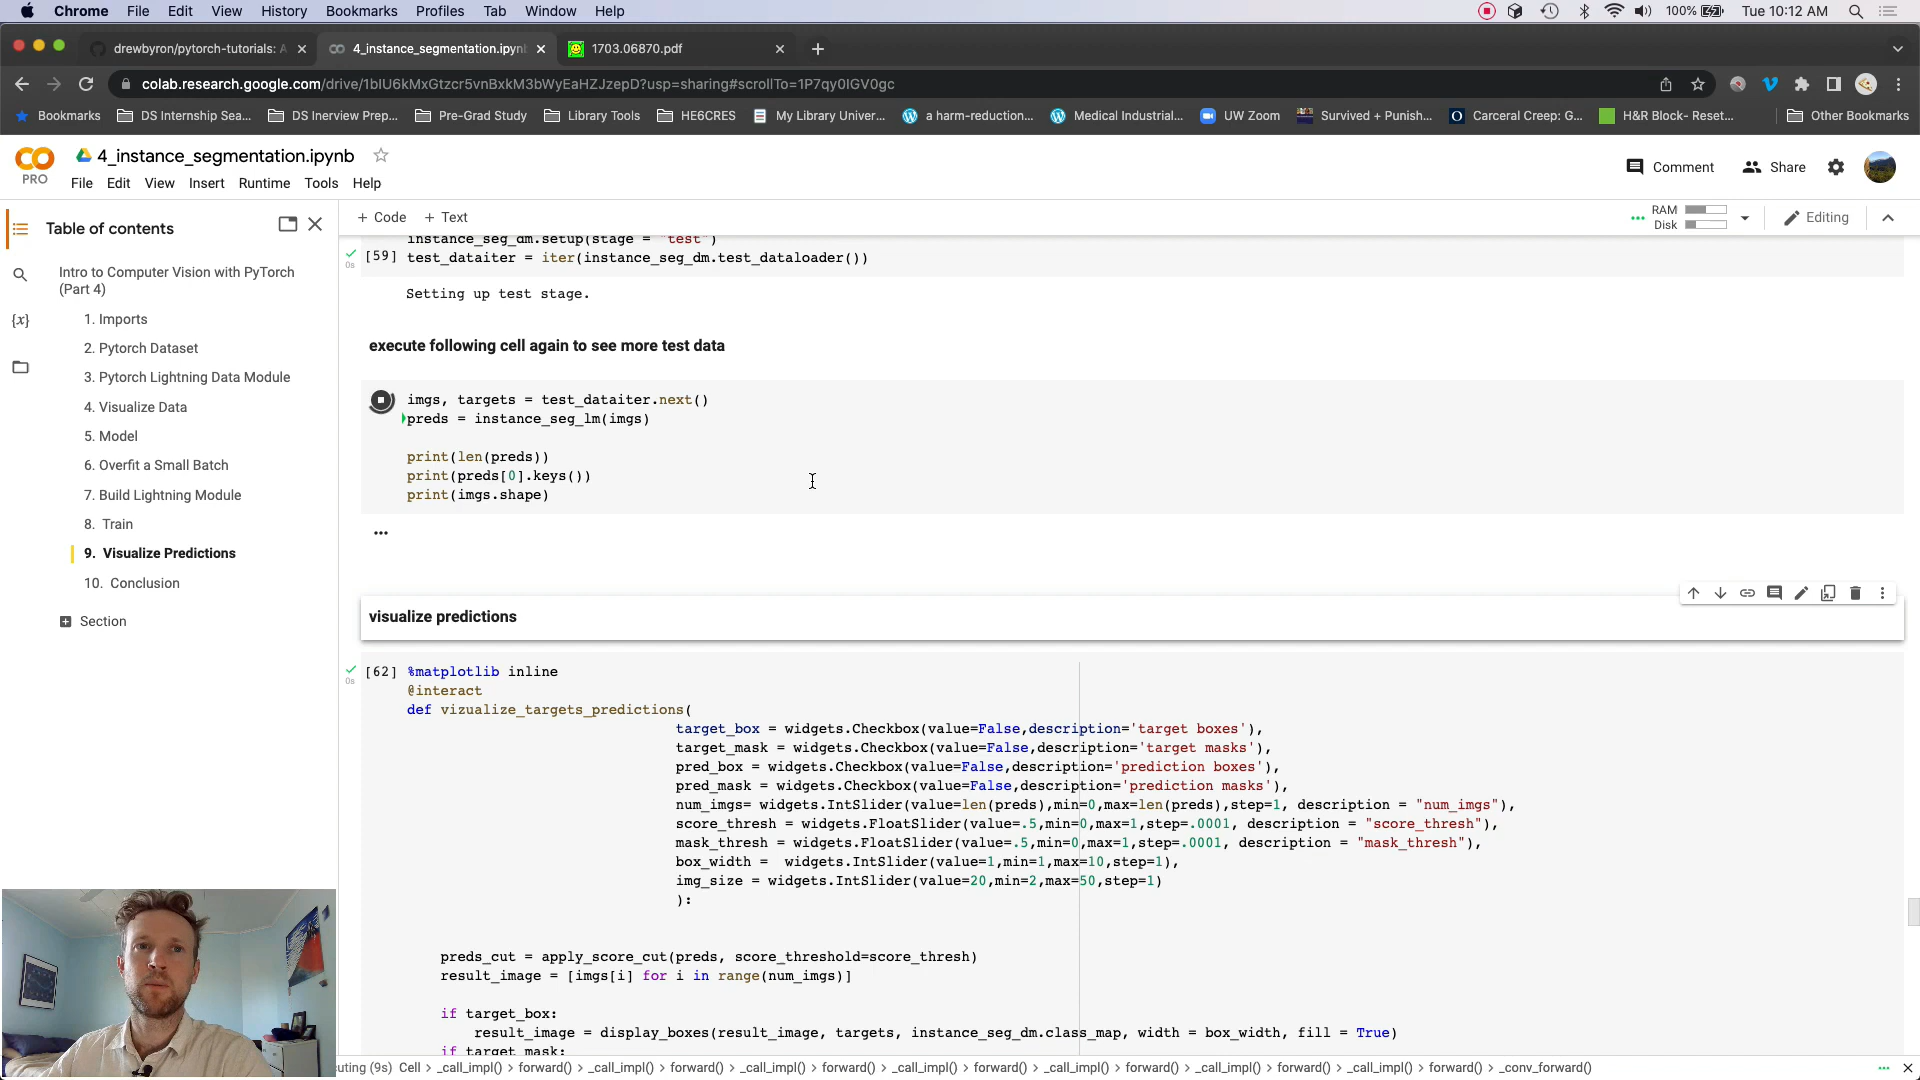 Chrome File Edit View History Bookmarks Profiles Tab Window Help 100% Tue 10:12 AM
drewbyron/pytorch-tutorials: A 4_instance_segmentation.ipyn 1703.06870.pdf
colab.research.google.com/drive/1bIU6kMxGtzcr5vnBxkM3bWyEaHZJzepD?usp=sharing#scrollTo=1P7qy0IGV0gc
Bookmarks DS Internship Sea... DS Inerview Prep... Pre-Grad Study Library Tools HE6CRES My Library Univer... a harm-reduction... Medical Industrial... UW Zoom Survived + Punish... Carceral Creep: G... H&R Block- Reset... Other Bookmarks
4_instance_segmentation.ipynb
PRO
File Edit View Insert Runtime Tools Help
Comment Share
+ Code + Text
RAM
Disk
Editing
Table of contents
Intro to Computer Vision with PyTorch
(Part 4)
1. Imports
2. Pytorch Dataset
3. Pytorch Lightning Data Module
4. Visualize Data
5. Model
6. Overfit a Small Batch
7. Build Lightning Module
8. Train
9. Visualize Predictions
10. Conclusion
Section
instance_seg_dm.setup(stage = "test")
[59] test_dataiter = iter(instance_seg_dm.test_dataloader())
0s
Setting up test stage.
execute following cell again to see more test data
imgs, targets = test_dataiter.next()
preds = instance_seg_lm(imgs)
print(len(preds))
print(preds[0].keys())
print(imgs.shape)
...
visualize predictions
[62] %matplotlib inline
0s
@interact
def vizualize_targets_predictions(
target_box = widgets.Checkbox(value=False,description='target boxes'),
target_mask = widgets.Checkbox(value=False,description='target masks'),
pred_box = widgets.Checkbox(value=False,description='prediction boxes'),
pred_mask = widgets.Checkbox(value=False,description='prediction masks'),
num_imgs= widgets.IntSlider(value=len(preds),min=0,max=len(preds),step=1, description = "num_imgs"),
score_thresh = widgets.FloatSlider(value=.5,min=0,max=1,step=.0001, description = "score_thresh"),
mask_thresh = widgets.FloatSlider(value=.5,min=0,max=1,step=.0001, description = "mask_thresh"),
box_width =  widgets.IntSlider(value=1,min=1,max=10,step=1),
img_size = widgets.IntSlider(value=20,min=2,max=50,step=1)
):
preds_cut = apply_score_cut(preds, score_threshold=score_thresh)
result_image = [imgs[i] for i in range(num_imgs)]
if target_box:
result_image = display_boxes(result_image, targets, instance_seg_dm.class_map, width = box_width, fill = True)
if target_mask:
uting (9s) Cell > _call_impl() > forward() > _call_impl() > forward() > _call_impl() > forward() > _call_impl() > forward() > _call_impl() > forward() > _call_impl() > forward() > _call_impl() > forward() > _conv_forward()